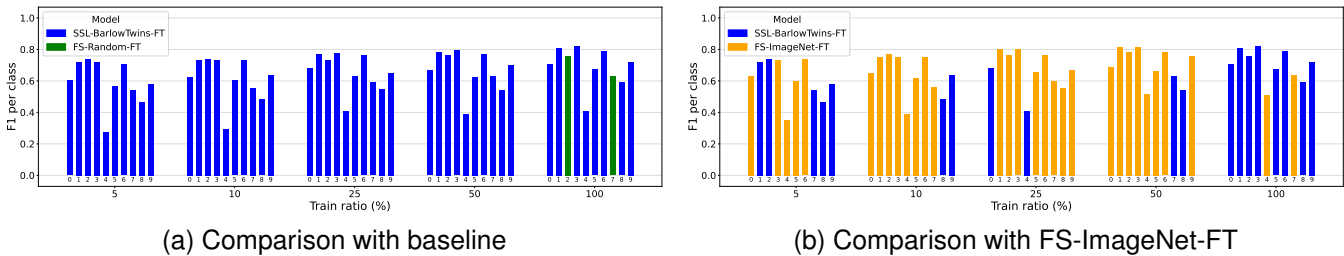 Model
SSL-BarlowTwins-FT
FS-Random-FT
F1 per class
1.0
0.8
0.6
0.4
0.2
0.0
0 1 2 3 4 5 6 7 8 9 0 1 2 3 4 5 6 7 8 9 0 1 2 3 4 5 6 7 8 9 0 1 2 3 4 5 6 7 8 9 0 1 2 3 4 5 6 7 8 9
5 10 25 50 100
Train ratio (%)
(a) Comparison with baseline
Model
SSL-BarlowTwins-FT
FS-ImageNet-FT
F1 per class
1.0
0.8
0.6
0.4
0.2
0.0
0 1 2 3 4 5 6 7 8 9 0 1 2 3 4 5 6 7 8 9 0 1 2 3 4 5 6 7 8 9 0 1 2 3 4 5 6 7 8 9 0 1 2 3 4 5 6 7 8 9
5 10 25 50 100
Train ratio (%)
(b) Comparison with FS-ImageNet-FT